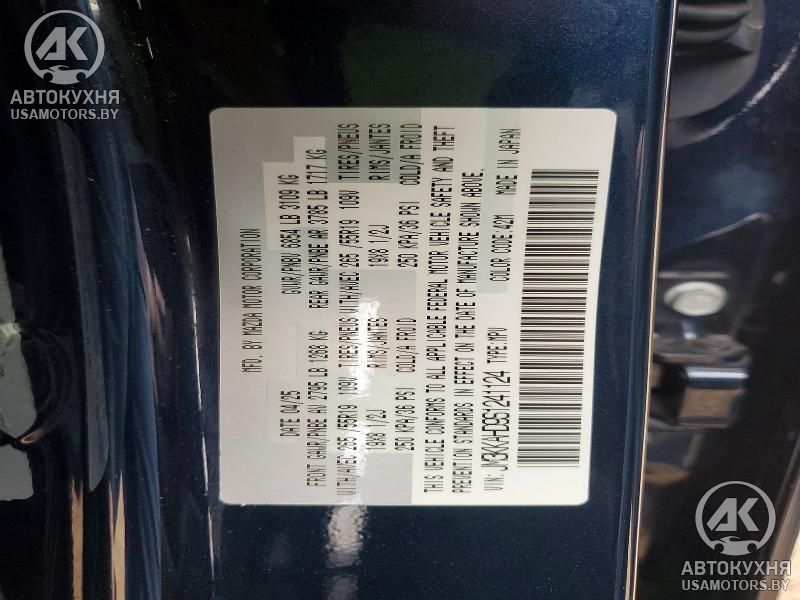 AK
АВТОКУХНЯ
USAMOTORS.BY
MFD. BY MAZDA MOTOR CORPORATION
DATE 04/25 GVWR/PNBV 6854 LB 3109 KG
FRONT GAWR/PNBE AV 2795 LB 1268 KG REAR GAWR/PNBE AR 3785 LB 1717 KG
WITH/AVEC 265 /55R19 109V TIRES/PNEUS WITH/AVEC 265 /55R19 109V TIRES/PNEUS
19X8 1/2J RIMS/JANTES 19X8 1/2J RIMS/JANTES
250 KPA/36 PSI COLD/A FROID 250 KPA/36 PSI COLD/A FROID
THIS VEHICLE CONFORMS TO ALL APPLICABLE FEDERAL MOTOR VEHICLE SAFETY AND THEFT
PREVENTION STANDARDS IN EFFECT ON THE DATE OF MANUFACTURE SHOWN ABOVE.
VIN: JM3KKAHD9S1241124 TYPE:MPV COLOR CODE:42M MADE IN JAPAN
AK
АВТОКУХНЯ
USAMOTORS.BY